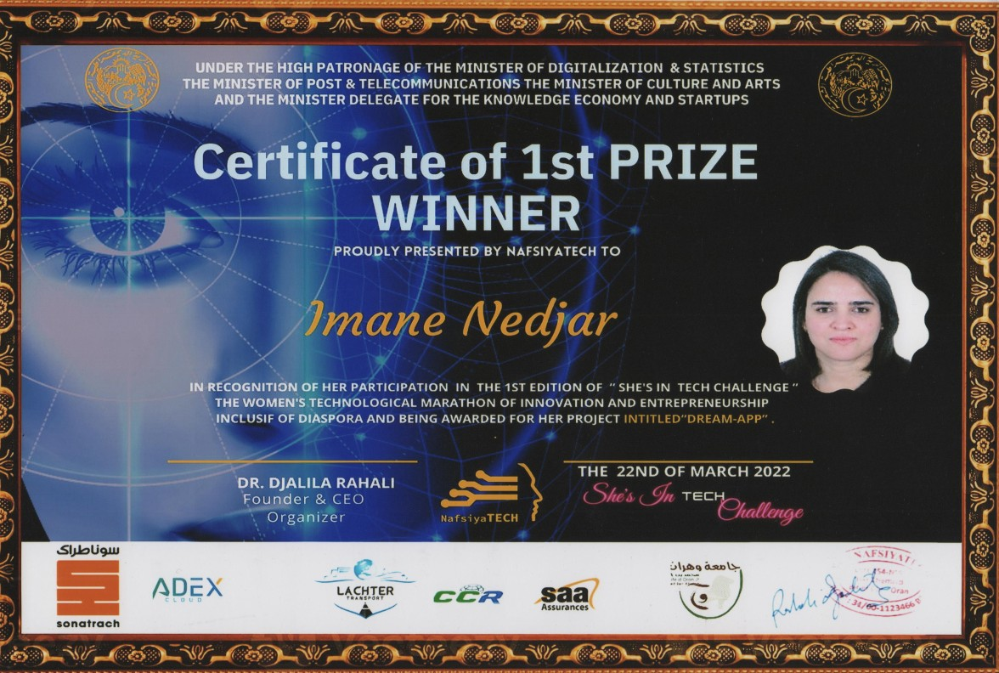 UNDER THE HIGH PATRONAGE OF THE MINISTER OF DIGITALIZATION & STATISTICS
THE MINISTER OF POST & TELECOMMUNICATIONS THE MINISTER OF CULTURE AND ARTS
AND THE MINISTER DELEGATE FOR THE KNOWLEDGE ECONOMY AND STARTUPS
Certificate of 1st PRIZE
WINNER
PROUDLY PRESENTED BY NAFSIYATECH TO
Imane Nedjar
IN RECOGNITION OF HER PARTICIPATION IN THE 1ST EDITION OF " SHE'S IN TECH CHALLENGE "
THE WOMEN'S TECHNOLOGICAL MARATHON OF INNOVATION AND ENTREPRENEURSHIP
INCLUSIF OF DIASPORA AND BEING AWARDED FOR HER PROJECT INTITLED"DREAM-APP" .
DR. DJALILA RAHALI
Founder & CEO
Organizer
NafsiyaTECH
THE 22ND OF MARCH 2022
She's In TECH
Challenge
سوناطراك
sonatrach
ADEX
CLOUD
LACHTER
TRANSPORT
CCR
saa
Assurances
جامعة وهران
NAFSIYAT
Oran
31/00-1123466